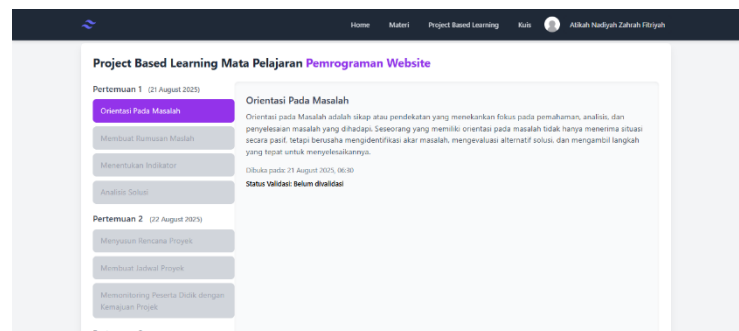 Home Materi Project Based Learning Kuis Atikah Nadiyah Zahrah Fitriyah
Project Based Learning Mata Pelajaran Pemrograman Website
Pertemuan 1 (21 August 2025)
Orientasi Pada Masalah
Membuat Rumusan Maslah
Menentukan Indikator
Analisis Solusi
Pertemuan 2 (22 August 2025)
Menyusun Rencana Proyek
Membuat Jadwal Proyek
Memonitoring Peserta Didik dengan
Kemajuan Projek
Orientasi Pada Masalah
Orientasi pada Masalah adalah sikap atau pendekatan yang menekankan fokus pada pemahaman, analisis, dan
penyelesaian masalah yang dihadapi. Seseorang yang memiliki orientasi pada masalah tidak hanya menerima situasi
secara pasif, tetapi berusaha mengidentifikasi akar masalah, mengevaluasi alternatif solusi, dan mengambil langkah
yang tepat untuk menyelesaikannya.
Dibuka pada: 21 August 2025, 06:30
Status Validasi: Belum divalidasi